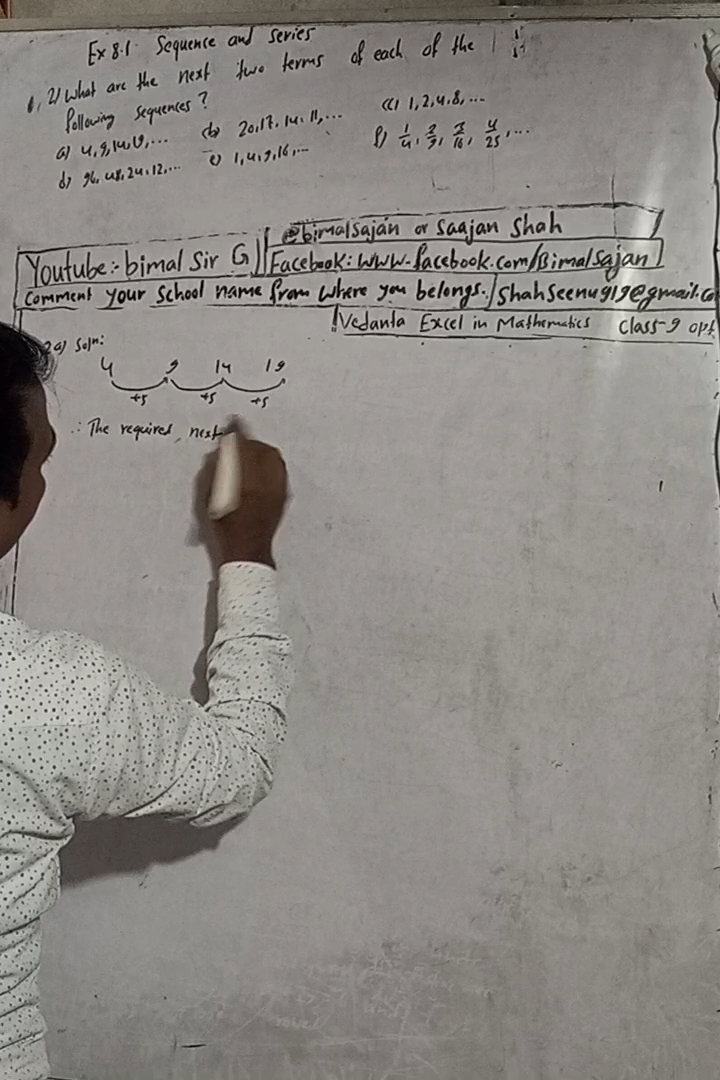 Ex 8.1 Sequence and Series
1, 2) What are the next two terms of each of the
following sequences?
a) 4, 9, 14, 19, ... (b) 20, 17, 14, 11, ... (c) 1, 2, 4, 8, ...
d) 96, 48, 24, 12, ... e) 1, 4, 9, 16, ... f) 1/4, 2/9, 3/16, 4/25, ...
@bimalsajan or Saajan Shah
Youtube:- bimal Sir G
Facebook:- www.facebook.com/Bimalsajan
Comment your School name from where you belongs./Shahseenu919@gmail.co
Vedanta Excel in Mathematics Class-9 opt
2a) Soln:
4 9 14 19
+5 +5 +5
∴ The required next